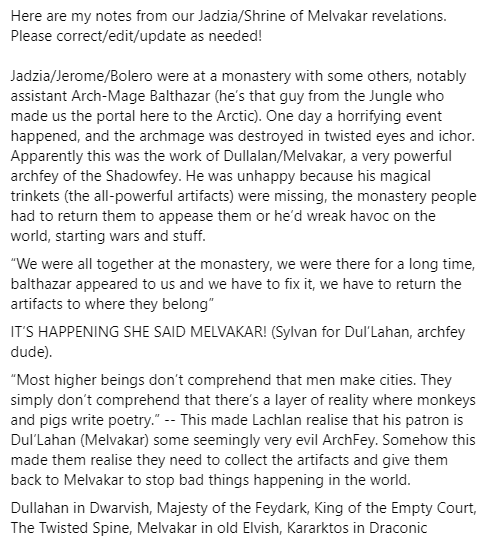 Here are my notes from our Jadzia/Shrine of Melvakar revelations.
Please correct/edit/update as needed!
Jadzia/Jerome/Bolero were at a monastery with some others, notably
assistant Arch-Mage Balthazar (he's that guy from the Jungle who
made us the portal here to the Arctic). One day a horrifying event
happened, and the archmage was destroyed in twisted eyes and ichor.
Apparently this was the work of Dullalan/Melvakar, a very powerful
archfey of the Shadowfey. He was unhappy because his magical
trinkets (the all-powerful artifacts) were missing, the monastery people
had to return them to appease them or he'd wreak havoc on the
world, starting wars and stuff.
“We were all together at the monastery, we were there for a long time,
balthazar appeared to us and we have to fix it, we have to return the
artifacts to where they belong”
IT'S HAPPENING SHE SAID MELVAKAR! (Sylvan for Dul'Lahan, archfey
dude).
“Most higher beings don't comprehend that men make cities. They
simply don't comprehend that there's a layer of reality where monkeys
and pigs write poetry.” -- This made Lachlan realise that his patron is
Dul'Lahan (Melvakar) some seemingly very evil ArchFey. Somehow this
made them realise they need to collect the artifacts and give them
back to Melvakar to stop bad things happening in the world.
Dullahan in Dwarvish, Majesty of the Feydark, King of the Empty Court,
The Twisted Spine, Melvakar in old Elvish, Kararktos in Draconic